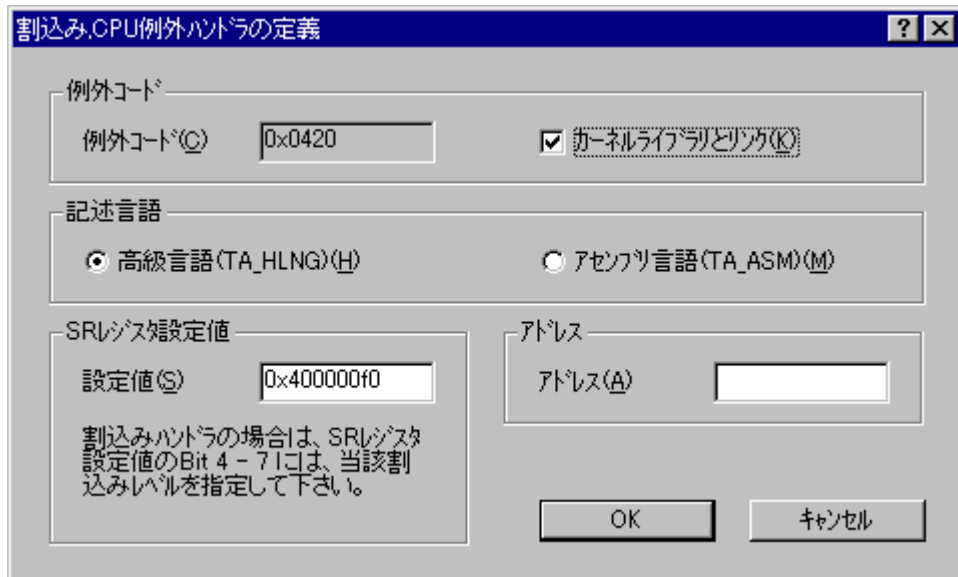 割込み,CPU例外ﾊﾝﾄﾞﾗの定義
例外ｺｰﾄﾞ
例外ｺｰﾄﾞ(C) 0x0420
カーネルライブラリとリンク(K)
記述言語
高級言語(TA_HLNG)(H)
アセンブリ言語(TA_ASM)(M)
SRﾚｼﾞｽﾀ設定値
設定値(S) 0x400000f0
割込みﾊﾝﾄﾞﾗの場合は、SRﾚｼﾞｽﾀ
設定値のBit 4 - 7には、当該割
込みﾚﾍﾞﾙを指定して下さい。
ｱﾄﾞﾚｽ
ｱﾄﾞﾚｽ(A)
OK
ｷｬﾝｾﾙ